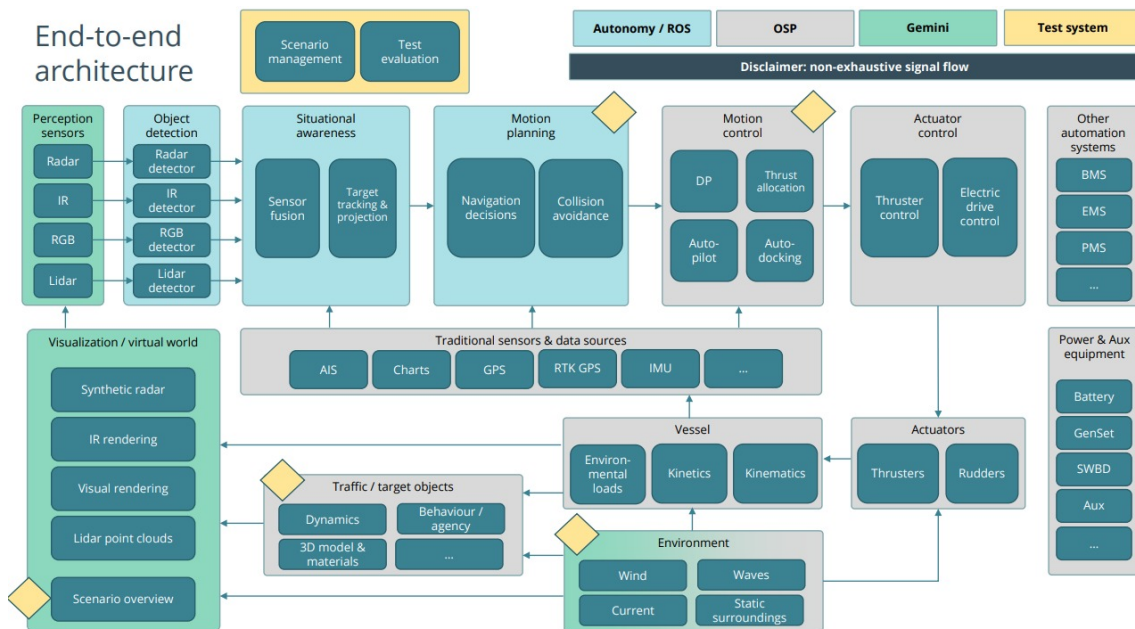 End-to-end
architecture
Scenario
management
Test
evaluation
Autonomy / ROS
OSP
Gemini
Test system
Disclaimer: non-exhaustive signal flow
Perception
sensors
Radar
IR
RGB
Lidar
Object
detection
Radar
detector
IR
detector
RGB
detector
Lidar
detector
Situational
awareness
Sensor
fusion
Target
tracking &
projection
Motion
planning
Navigation
decisions
Collision
avoidance
Motion
control
DP
Thrust
allocation
Auto-
pilot
Auto-
docking
Actuator
control
Thruster
control
Electric
drive
control
Other
automation
systems
BMS
EMS
PMS
...
Visualization / virtual world
Synthetic radar
IR rendering
Visual rendering
Lidar point clouds
Scenario overview
Traditional sensors & data sources
AIS
Charts
GPS
RTK GPS
IMU
...
Vessel
Environ-
mental
loads
Kinetics
Kinematics
Actuators
Thrusters
Rudders
Power & Aux
equipment
Battery
GenSet
SWBD
Aux
...
Traffic / target objects
Dynamics
Behaviour /
agency
3D model &
materials
...
Environment
Wind
Waves
Current
Static
surroundings